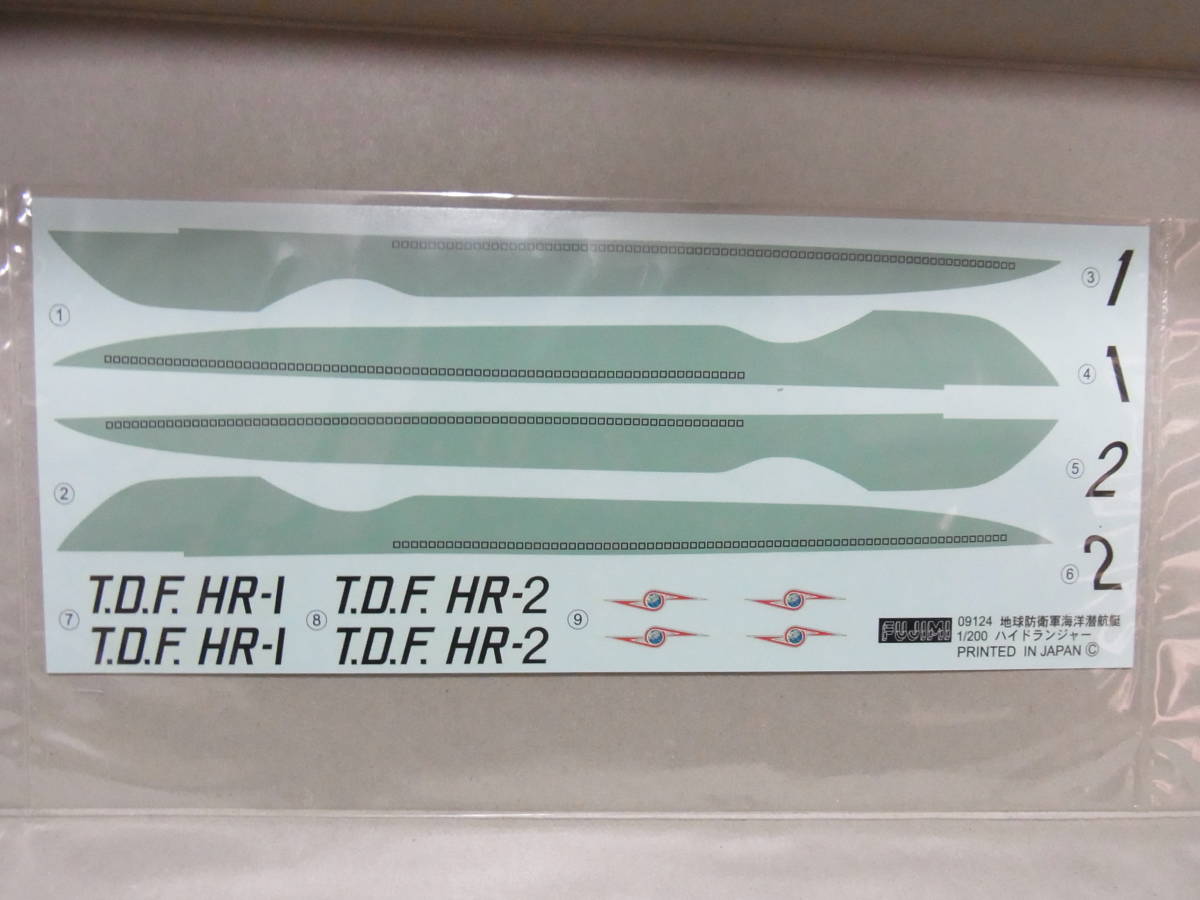 ①
③ 1
④ 1
⑤ 2
②
⑥ 2
⑦ T.D.F. HR-1
T.D.F. HR-1
⑧ T.D.F. HR-2
T.D.F. HR-2
⑨
FUJIMI
09124 地球防衛軍海洋潜航艇
1/200 ハイドランジャー
PRINTED IN JAPAN Ⓒ